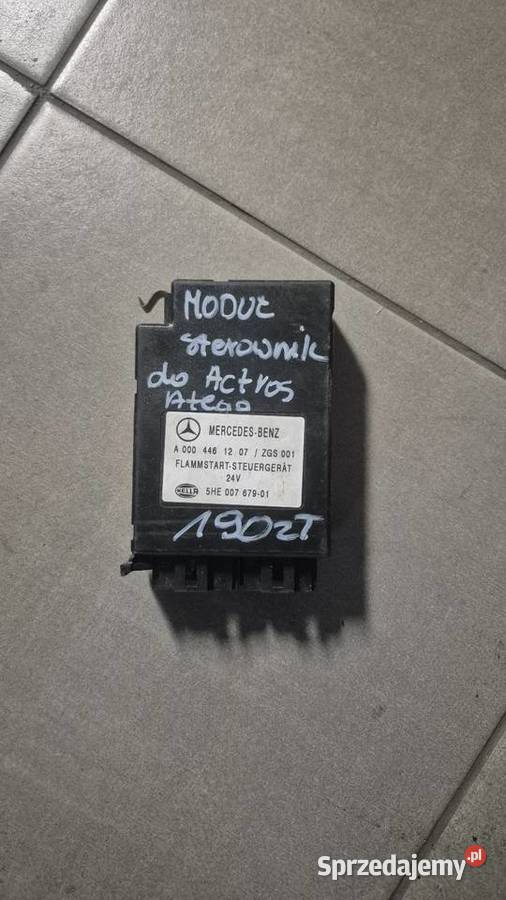 MODUŁ
sterownik
do Actros
Atego
MERCEDES-BENZ
A 000 446 12 07 / ZGS 001
FLAMMSTART-STEUERGERÄT
24V
HELLA 5HE 007 679-01
190zł
Sprzedajemy.pl